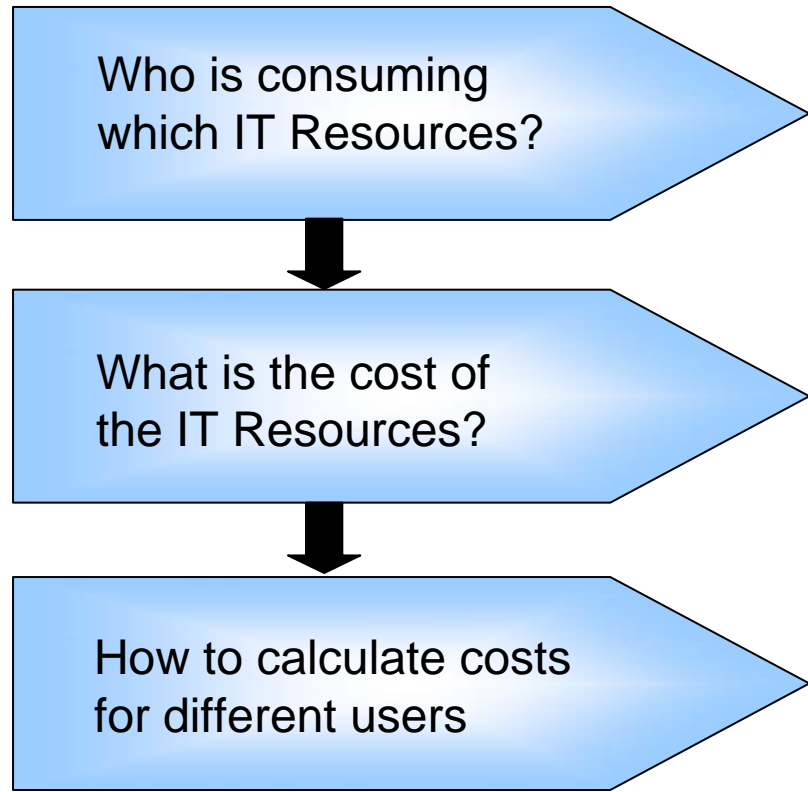 Who is consuming
which IT Resources?
What is the cost of
the IT Resources?
How to calculate costs
for different users